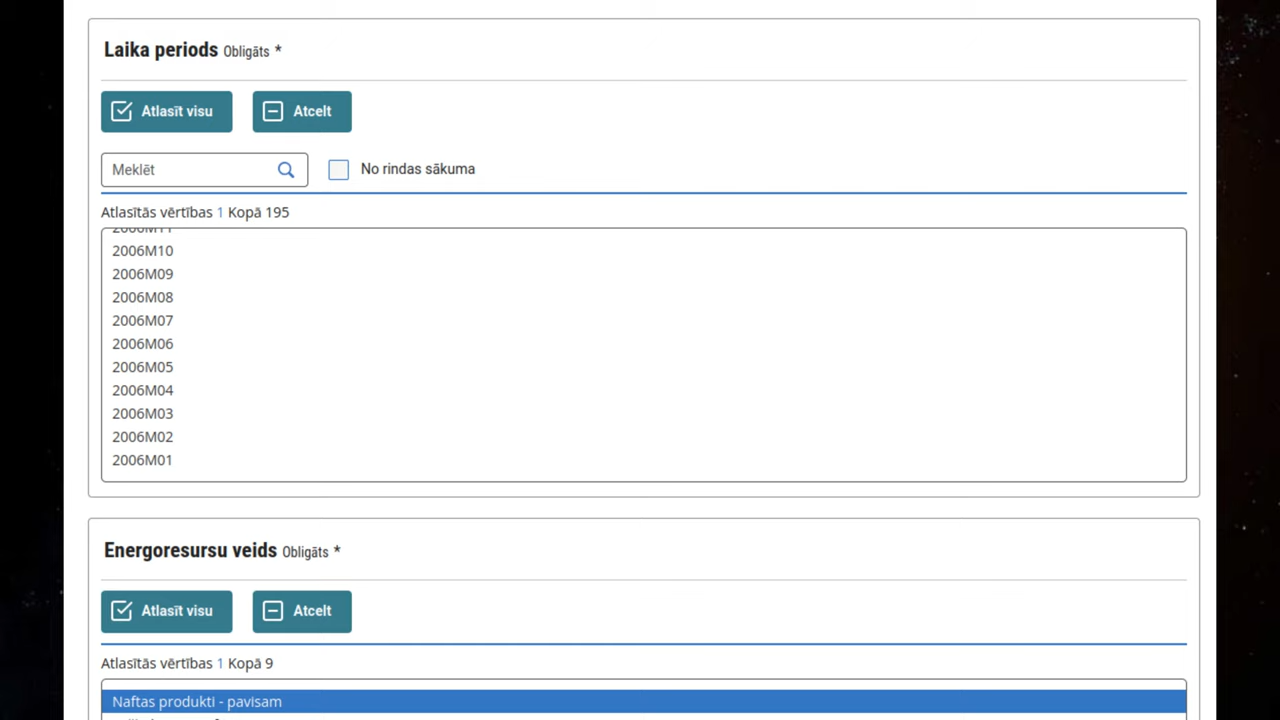 Laika periods Obligāts *
Atlasīt visu Atcelt
Meklēt No rindas sākuma
Atlasītās vērtības 1 Kopā 195
2006M11
2006M10
2006M09
2006M08
2006M07
2006M06
2006M05
2006M04
2006M03
2006M02
2006M01
Energoresursu veids Obligāts *
Atlasīt visu Atcelt
Atlasītās vērtības 1 Kopā 9
Naftas produkti - pavisam